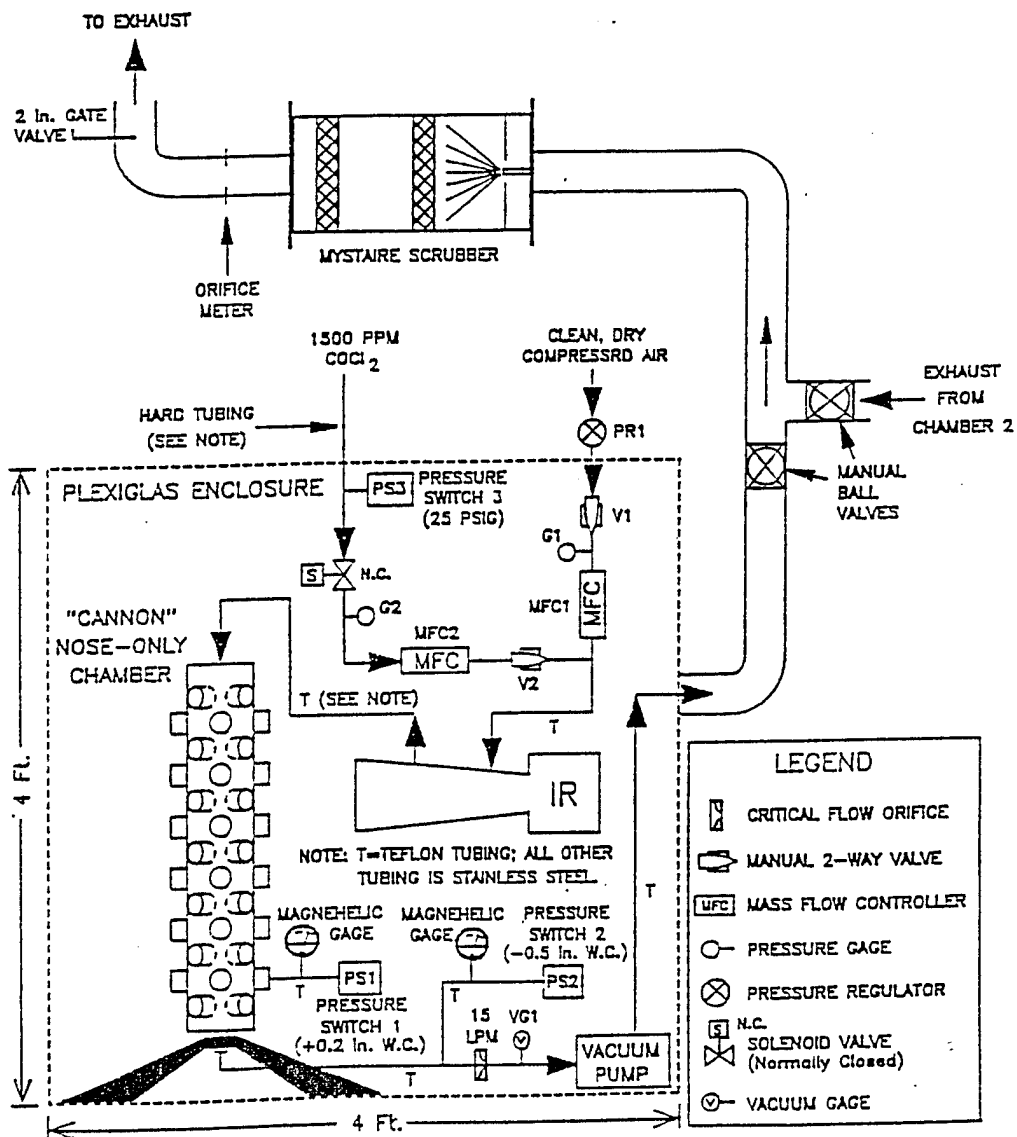 TO EXHAUST
2 In. GATE
VALVE
MYSTAIRE SCRUBBER
ORIFICE
METER
1500 PPM
COCl2
CLEAN, DRY
COMPRESSRD AIR
HARD TUBING
(SEE NOTE)
PR1
EXHAUST
FROM
CHAMBER 2
MANUAL
BALL
VALVES
PLEXIGLAS ENCLOSURE
PS3
PRESSURE
SWITCH 3
(25 PSIG)
V1
G1
S
N.C.
G2
MFC1
MFC
"CANNON"
NOSE-ONLY
CHAMBER
MFC2
MFC
V2
T (SEE NOTE)
T
IR
4 Ft.
NOTE: T=TEFLON TUBING; ALL OTHER
TUBING IS STAINLESS STEEL
T
MAGNEHELIC
GAGE
MAGNEHELIC
GAGE
PRESSURE
SWITCH 2
(-0.5 In. W.C.)
PS1
T
T
PS2
PRESSURE
SWITCH 1
(+0.2 In. W.C.)
15
LPM
VG1
VACUUM
PUMP
T
T
4 Ft.
LEGEND
CRITICAL FLOW ORIFICE
MANUAL 2-WAY VALVE
MFC MASS FLOW CONTROLLER
PRESSURE GAGE
PRESSURE REGULATOR
S N.C.
SOLENOID VALVE
(Normally Closed)
VACUUM GAGE